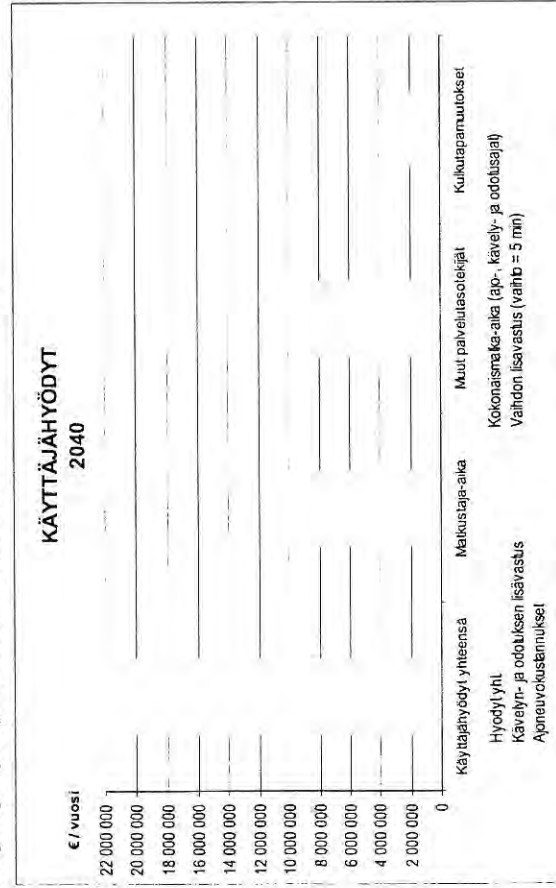 KÄYTTÄJÄHYÖDYT
2040
€ / vuosi
22 000 000
20 000 000
18 000 000
16 000 000
14 000 000
12 000 000
10 000 000
8 000 000
6 000 000
4 000 000
2 000 000
0
Käyttäjähyödyt yhteensä Matkustaja-aika Muut palvelutasotekijät Kulkutapamuutokset
Hyödyt yht. Kokonaismatka-aika (ajo-, kävely- ja odotusajat)
Kävelyn- ja odotuksen lisävastus Vaihdon lisävastus (vaihto = 5 min)
Ajoneuvokustannukset